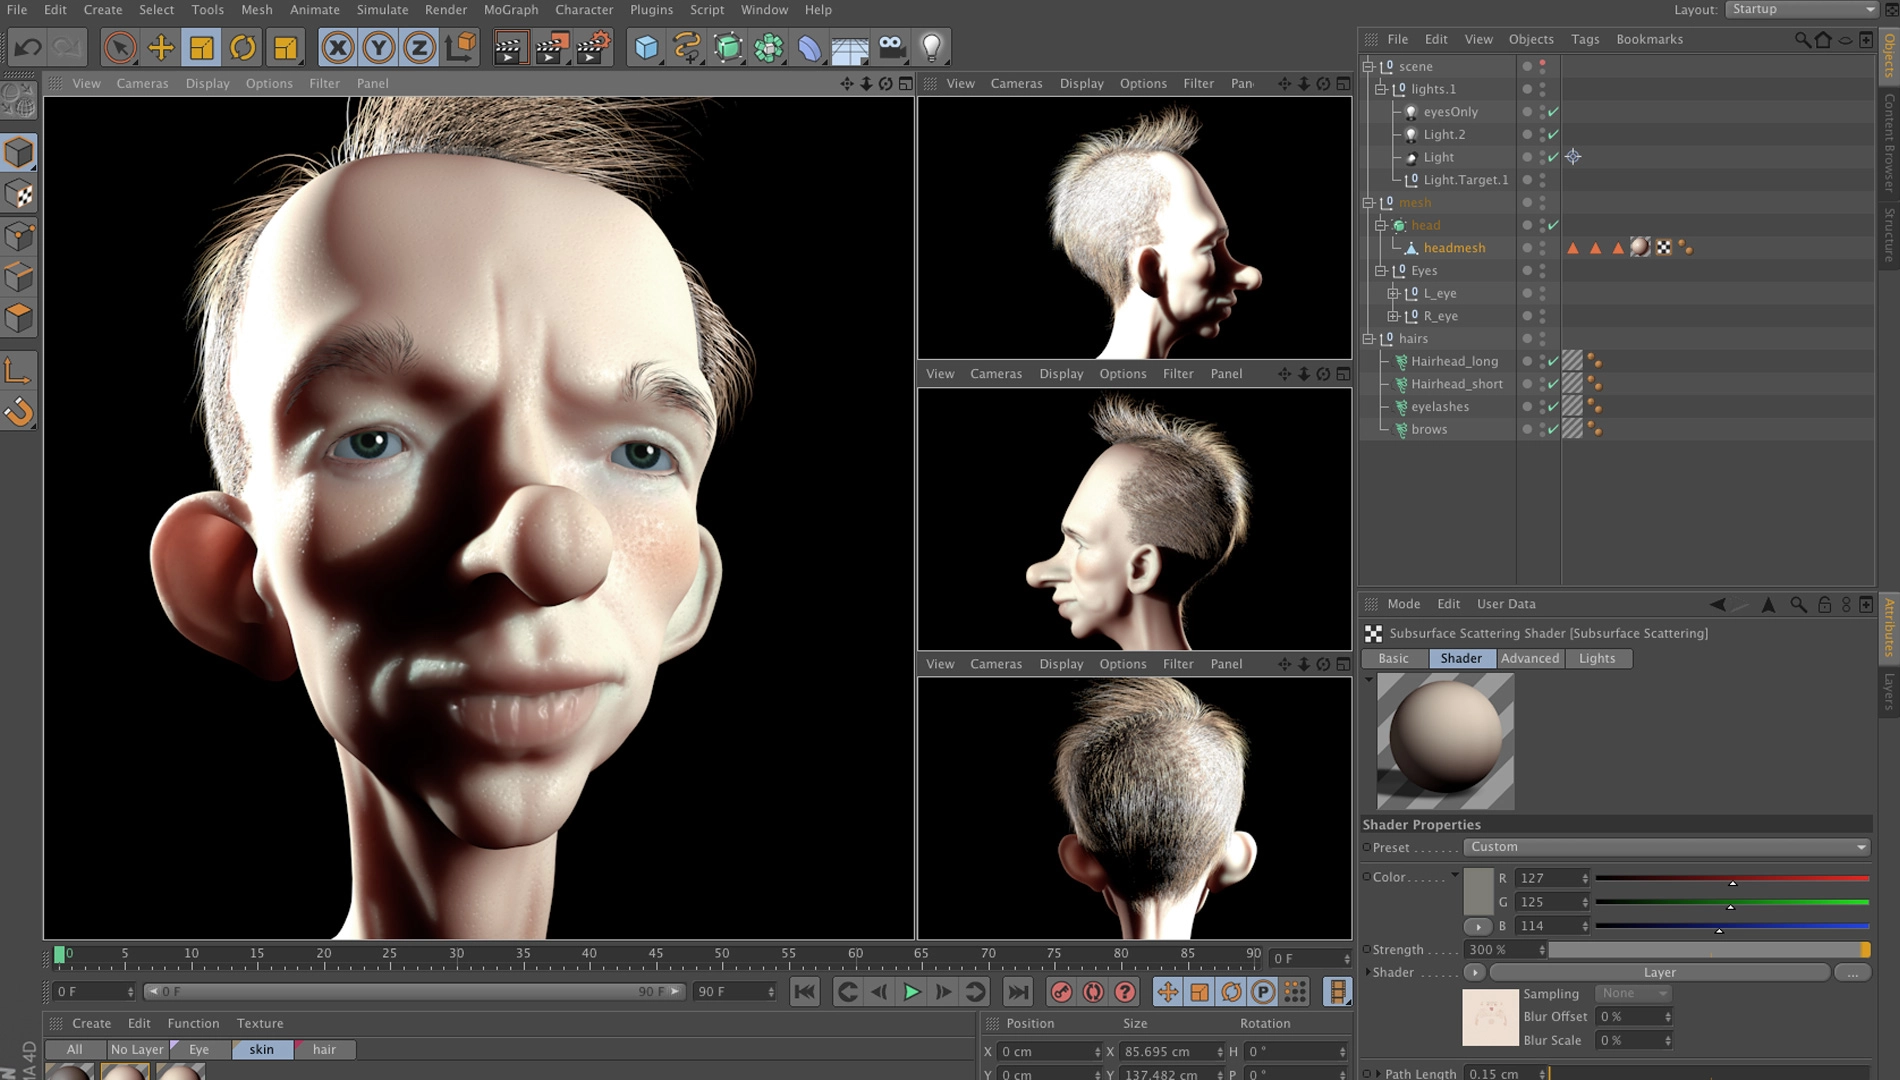 File Edit Create Select Tools Mesh Animate Simulate Render MoGraph Character Plugins Script Window Help Layout: Startup
X Y Z
View Cameras Display Options Filter Panel
View Cameras Display Options Filter Pan
View Cameras Display Options Filter Panel
View Cameras Display Options Filter Panel
0 5 10 15 20 25 30 35 40 45 50 55 60 65 70 75 80 85 90 0 F
0 F 0 F 90 F 90 F
P
Create Edit Function Texture
All No Layer Eye skin hair
Position Size Rotation
X 0 cm X 85.695 cm H 0 °
Y 0 cm Y 137.482 cm P 0 °
File Edit View Objects Tags Bookmarks
scene
lights.1
eyesOnly
Light.2
Light
Light.Target.1
mesh
head
headmesh
Eyes
L_eye
R_eye
hairs
Hairhead_long
Hairhead_short
eyelashes
brows
Objects
Content Browser
Structure
Mode Edit User Data
Subsurface Scattering Shader [Subsurface Scattering]
Basic Shader Advanced Lights
Shader Properties
Preset . . . . . . . Custom
Color. . . . . . R 127
G 125
B 114
Strength . . . . 300 %
Shader . . . . . . Layer ...
Sampling None
Blur Offset 0 %
Blur Scale 0 %
Path Length 0.15 cm
Attributes
Layers